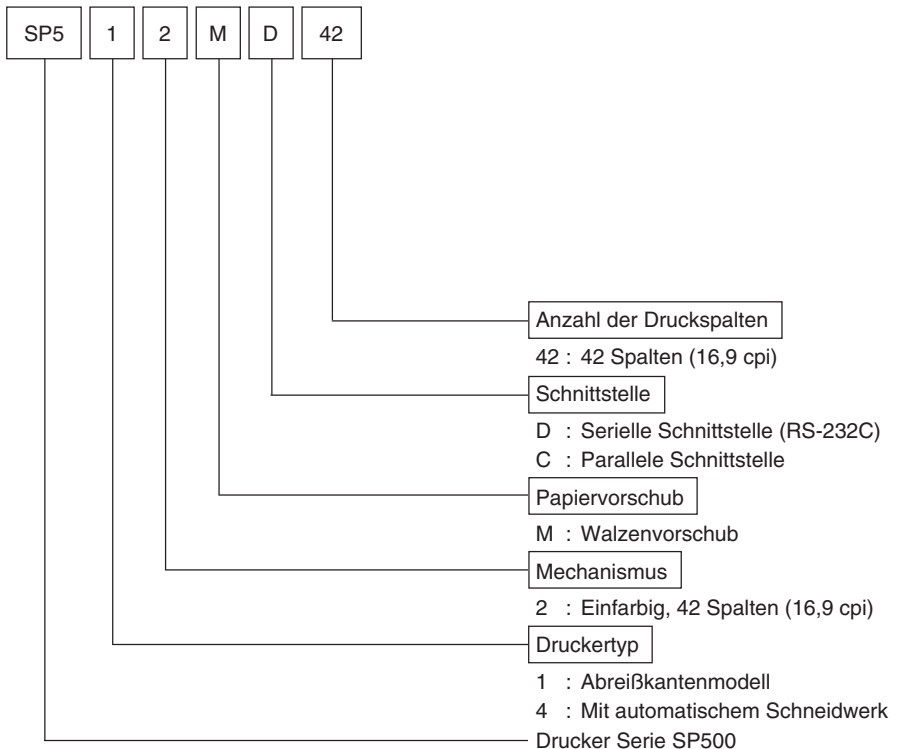 SP5 1 2 M D 42
Anzahl der Druckspalten
42 : 42 Spalten (16,9 cpi)
Schnittstelle
D : Serielle Schnittstelle (RS-232C)
C : Parallele Schnittstelle
Papiervorschub
M : Walzenvorschub
Mechanismus
2 : Einfarbig, 42 Spalten (16,9 cpi)
Druckertyp
1 : Abreißkantenmodell
4 : Mit automatischem Schneidwerk
Drucker Serie SP500